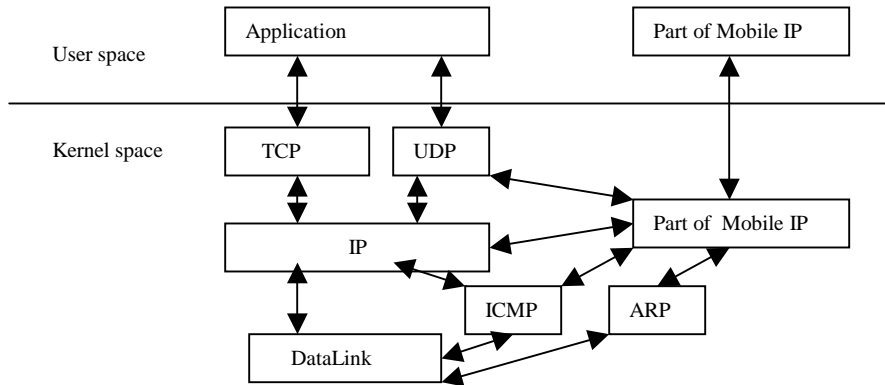 Application
Part of Mobile IP
User space
Kernel space
TCP
UDP
Part of Mobile IP
IP
ICMP
ARP
DataLink